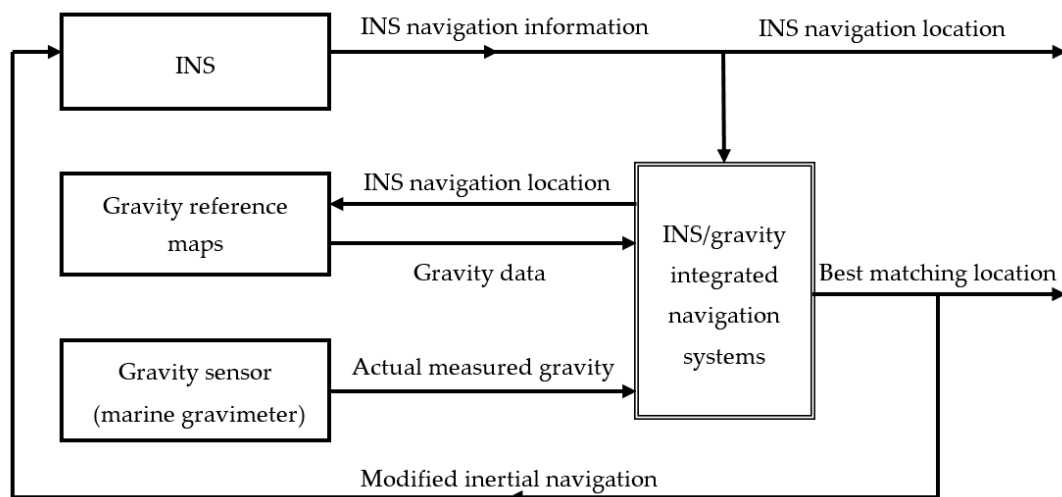 INS navigation information
INS navigation location
INS
INS navigation location
Gravity reference
maps
Gravity data
INS/gravity
integrated
navigation
systems
Best matching location
Gravity sensor
(marine gravimeter)
Actual measured gravity
Modified inertial navigation